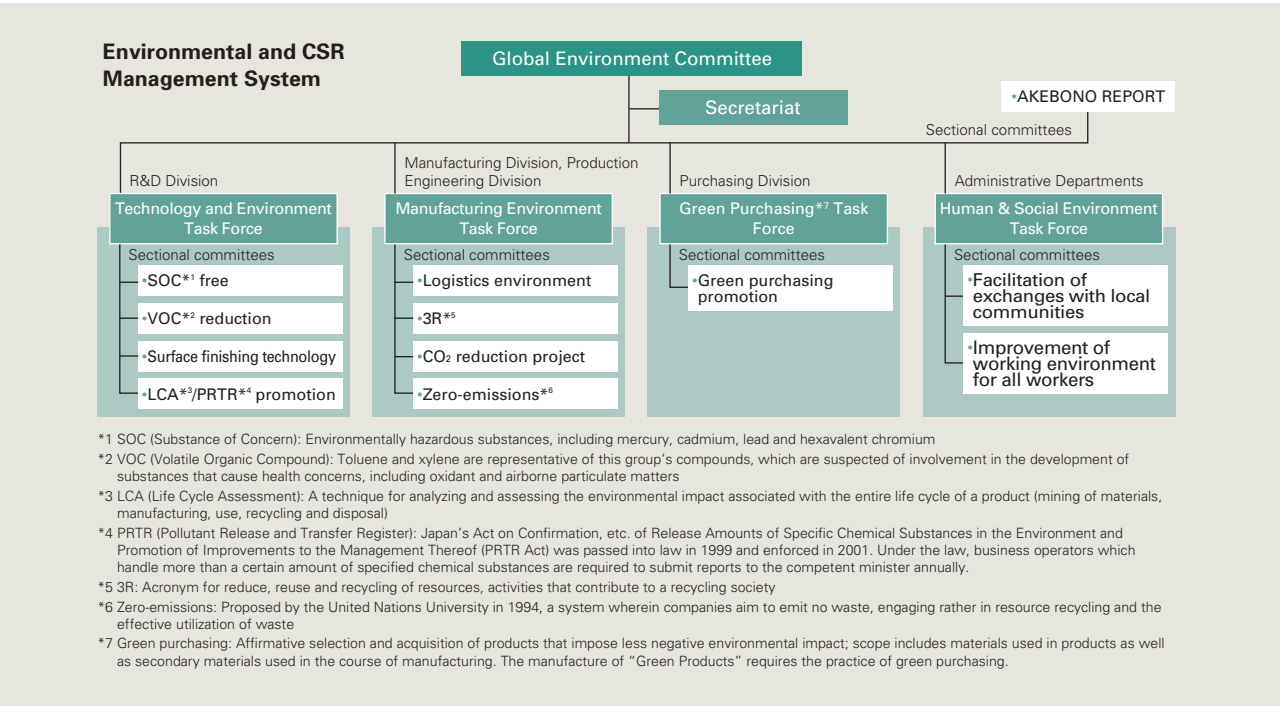 Environmental and CSR
Management System
Global Environment Committee
Secretariat
•AKEBONO REPORT
Sectional committees
R&D Division
Technology and Environment
Task Force
Sectional committees
•SOC*1 free
•VOC*2 reduction
•Surface finishing technology
•LCA*3/PRTR*4 promotion
Manufacturing Division, Production
Engineering Division
Manufacturing Environment
Task Force
Sectional committees
•Logistics environment
•3R*5
•CO2 reduction project
•Zero-emissions*6
Purchasing Division
Green Purchasing*7 Task
Force
Sectional committees
•Green purchasing
promotion
Administrative Departments
Human & Social Environment
Task Force
Sectional committees
•Facilitation of
exchanges with local
communities
•Improvement of
working environment
for all workers
*1 SOC (Substance of Concern): Environmentally hazardous substances, including mercury, cadmium, lead and hexavalent chromium
*2 VOC (Volatile Organic Compound): Toluene and xylene are representative of this group's compounds, which are suspected of involvement in the development of
substances that cause health concerns, including oxidant and airborne particulate matters
*3 LCA (Life Cycle Assessment): A technique for analyzing and assessing the environmental impact associated with the entire life cycle of a product (mining of materials,
manufacturing, use, recycling and disposal)
*4 PRTR (Pollutant Release and Transfer Register): Japan's Act on Confirmation, etc. of Release Amounts of Specific Chemical Substances in the Environment and
Promotion of Improvements to the Management Thereof (PRTR Act) was passed into law in 1999 and enforced in 2001. Under the law, business operators which
handle more than a certain amount of specified chemical substances are required to submit reports to the competent minister annually.
*5 3R: Acronym for reduce, reuse and recycling of resources, activities that contribute to a recycling society
*6 Zero-emissions: Proposed by the United Nations University in 1994, a system wherein companies aim to emit no waste, engaging rather in resource recycling and the
effective utilization of waste
*7 Green purchasing: Affirmative selection and acquisition of products that impose less negative environmental impact; scope includes materials used in products as well
as secondary materials used in the course of manufacturing. The manufacture of "Green Products" requires the practice of green purchasing.